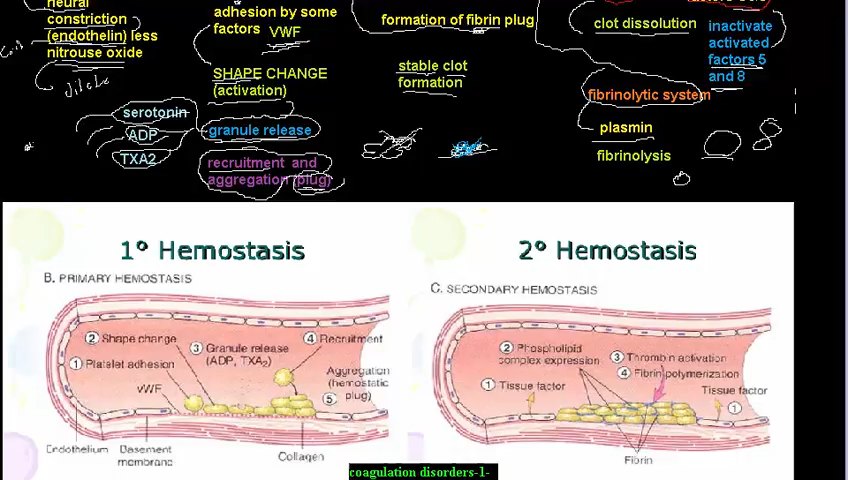 neural
constriction
(endothelin) less
nitrouse oxide
dilate
serotonin
ADP
TXA2
adhesion by some
factors VWF
SHAPE CHANGE
(activation)
granule release
recruitment and
aggregation (plug)
formation of fibrin plug
stable clot
formation
clot dissolution
fibrinolytic system
plasmin
fibrinolysis
inactivate
activated
factors 5
and 8
1° Hemostasis
B. PRIMARY HEMOSTASIS
2 Shape change
3 Granule release
(ADP, TXA2)
4 Recruitment
1 Platelet adhesion
vWF
Aggregation
(hemostatic
plug)
5
Endothelium
Basement
membrane
Collagen
2° Hemostasis
C. SECONDARY HEMOSTASIS
2 Phospholipid
complex expression
3 Thrombin activation
4 Fibrin polymerization
1 Tissue factor
Tissue factor
1
Fibrin
coagulation disorders-1-